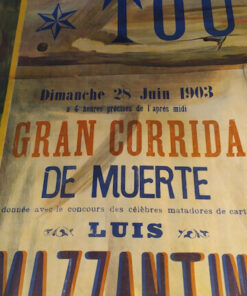 TOU
Dimanche 28 Juin 1903
a 4 heures précises de l'après midi
GRAN CORRIDA
DE MUERTE
donnée avec le concours des célèbres matadores de cart
LUIS
MAZZANTIN